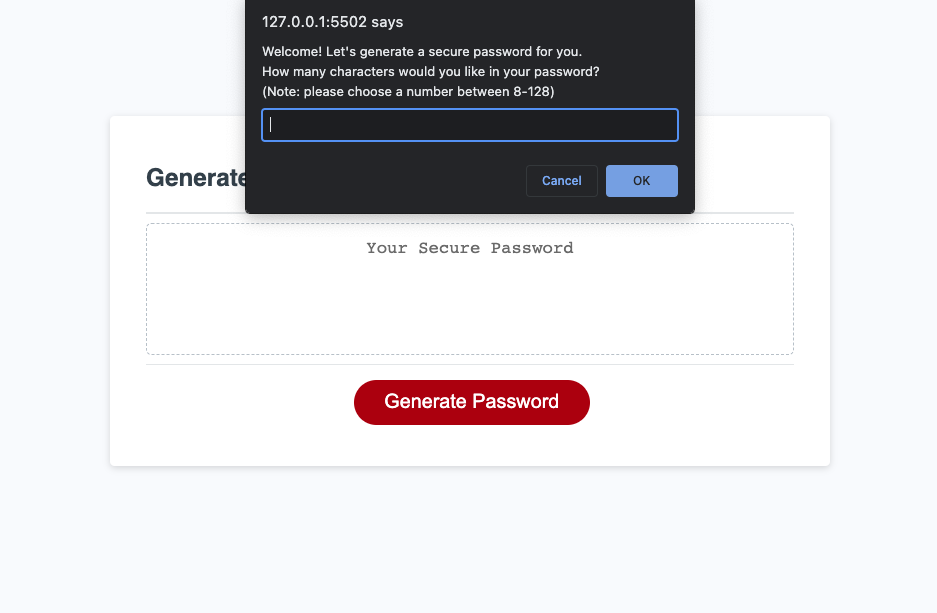 127.0.0.1:5502 says
Welcome! Let's generate a secure password for you.
How many characters would you like in your password?
(Note: please choose a number between 8-128)
Cancel OK
Generate
Your Secure Password
Generate Password